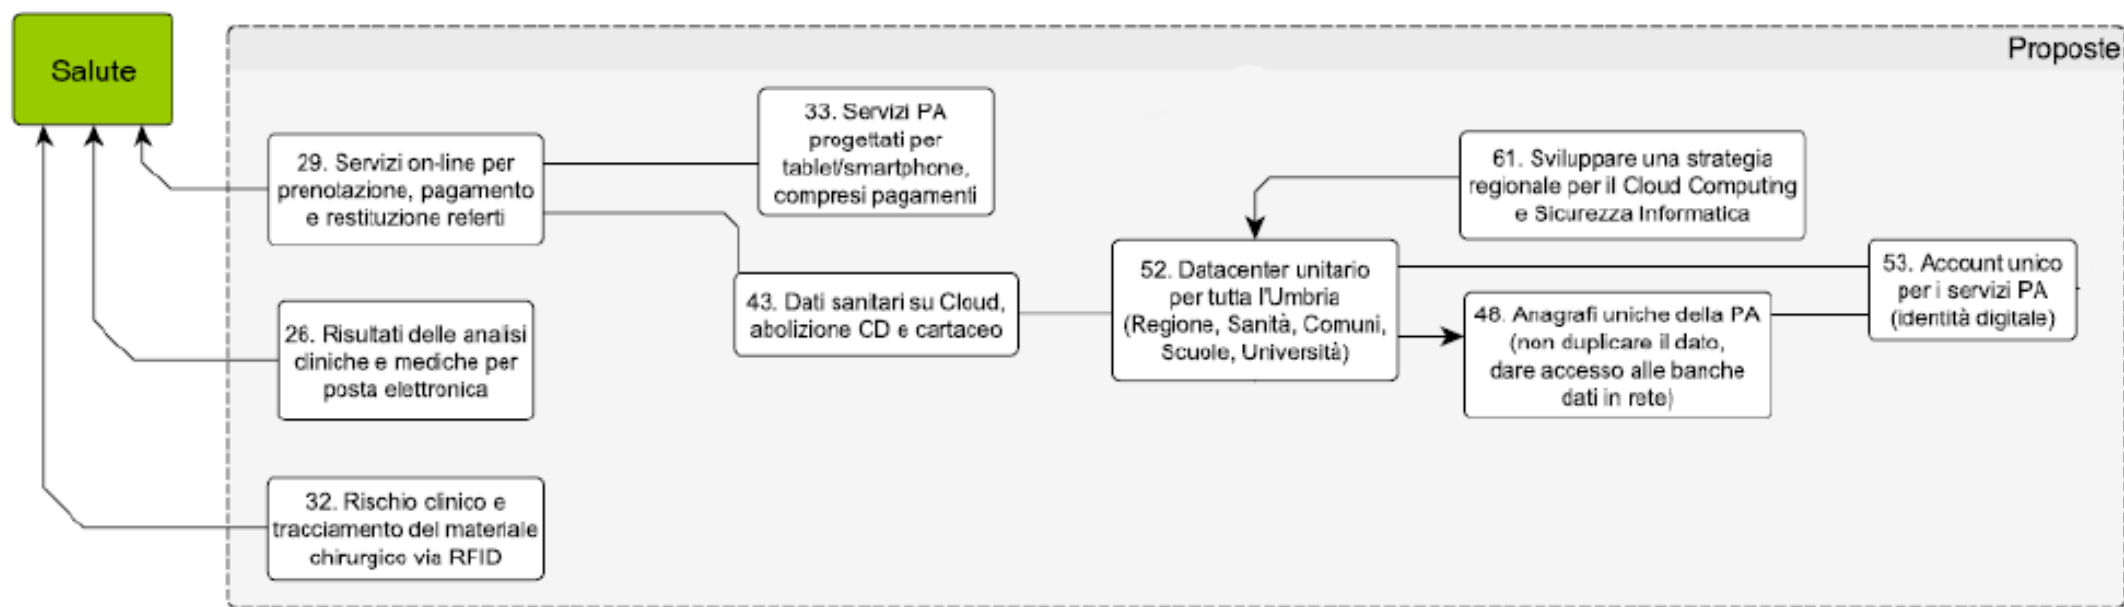 Salute
Proposte
29. Servizi on-line per
prenotazione, pagamento
e restituzione referti
33. Servizi PA
progettati per
tablet/smartphone,
compresi pagamenti
61. Sviluppare una strategia
regionale per il Cloud Computing
e Sicurezza Informatica
43. Dati sanitari su Cloud,
abolizione CD e cartaceo
52. Datacenter unitario
per tutta l'Umbria
(Regione, Sanità, Comuni,
Scuole, Università)
53. Account unico
per i servizi PA
(identità digitale)
48. Anagrafi uniche della PA
(non duplicare il dato,
dare accesso alle banche
dati in rete)
26. Risultati delle analisi
cliniche e mediche per
posta elettronica
32. Rischio clinico e
tracciamento del materiale
chirurgico via RFID